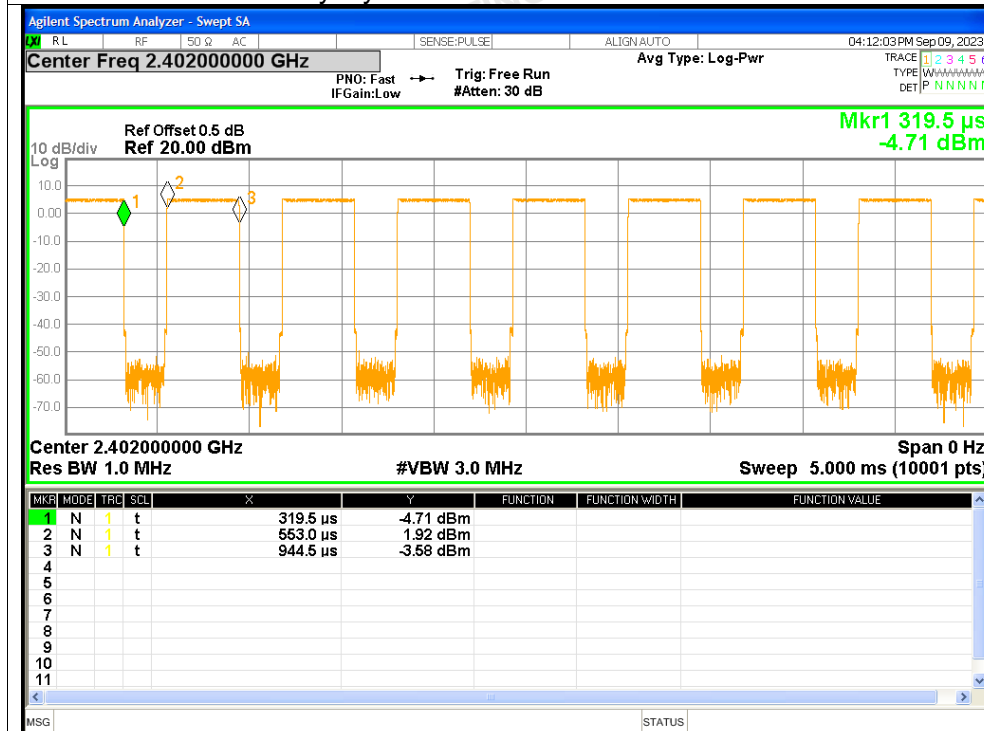 Agilent Spectrum Analyzer - Swept SA
LXI RL RF 50 Ω AC SENSE:PULSE ALIGN AUTO 04:12:03 PM Sep 09, 2023
Center Freq 2.402000000 GHz
Avg Type: Log-Pwr
TRACE 1 2 3 4 5 6
PNO: Fast Trig: Free Run
TYPE
IFGain:Low #Atten: 30 dB
DET P N N N N
Mkr1 319.5 µs
-4.71 dBm
Ref Offset 0.5 dB
10 dB/div Ref 20.00 dBm
Log
10.0
0.00
-10.0
-20.0
-30.0
-40.0
-50.0
-60.0
-70.0
1 2 3
Center 2.402000000 GHz Span 0 Hz
Res BW 1.0 MHz #VBW 3.0 MHz Sweep 5.000 ms (10001 pts)
MKR MODE TRC SCL X Y FUNCTION FUNCTION WIDTH FUNCTION VALUE
1 N 1 t 319.5 µs -4.71 dBm
2 N 1 t 553.0 µs 1.92 dBm
3 N 1 t 944.5 µs -3.58 dBm
4
5
6
7
8
9
10
11
MSG STATUS